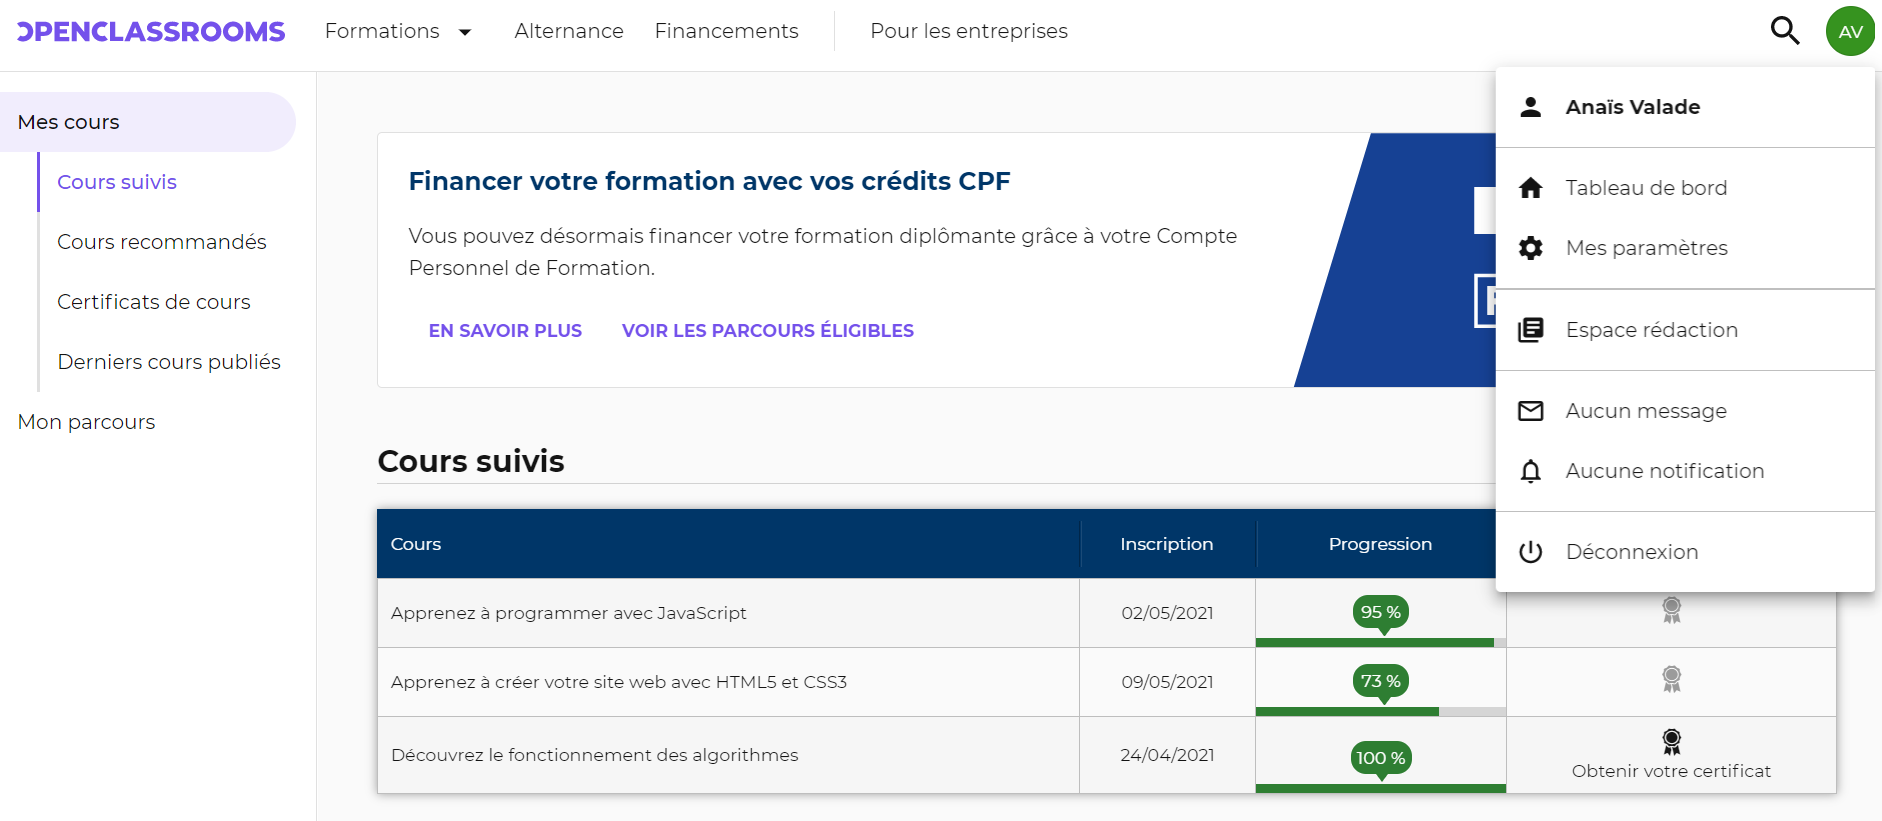 OPENCLASSROOMS
Formations
Alternance
Financements
Pour les entreprises
AV
Mes cours
Cours suivis
Cours recommandés
Certificats de cours
Derniers cours publiés
Mon parcours
Financer votre formation avec vos crédits CPF
Vous pouvez désormais financer votre formation diplômante grâce à votre Compte
Personnel de Formation.
EN SAVOIR PLUS
VOIR LES PARCOURS ÉLIGIBLES
Anaïs Valade
Tableau de bord
Mes paramètres
Espace rédaction
Aucun message
Aucune notification
Déconnexion
Cours suivis
Cours
Inscription
Progression
Apprenez à programmer avec JavaScript
02/05/2021
95 %
Apprenez à créer votre site web avec HTML5 et CSS3
09/05/2021
73 %
Découvrez le fonctionnement des algorithmes
24/04/2021
100 %
Obtenir votre certificat